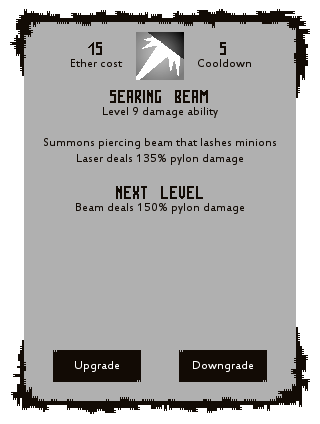 15 5
Ether cost Cooldown
SEARING BEAM
Level 9 damage ability
Summons piercing beam that lashes minions
Laser deals 135% pylon damage
NEXT LEVEL
Beam deals 150% pylon damage
Upgrade Downgrade